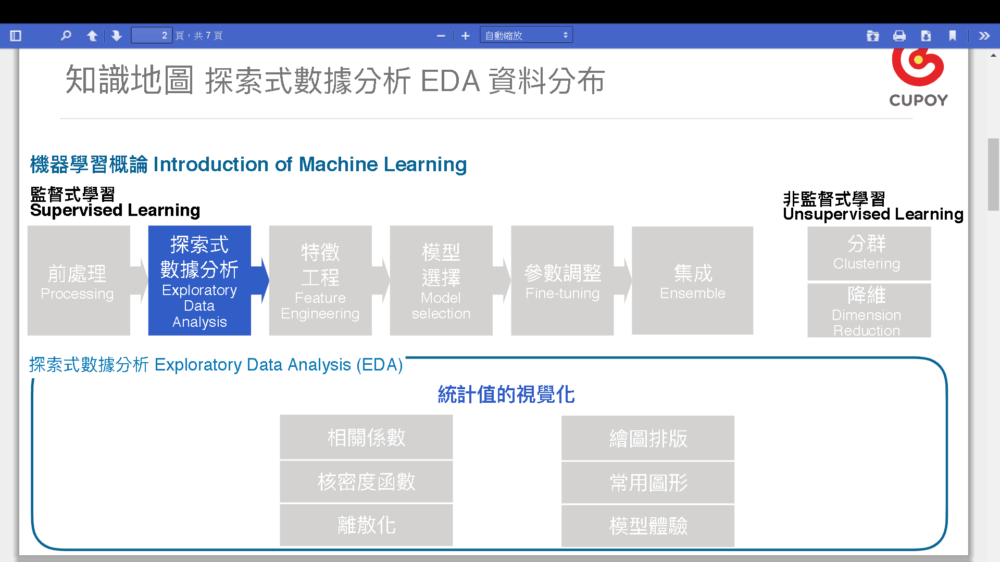 2 頁，共 7 頁
自動縮放
知識地圖 探索式數據分析 EDA 資料分布
CUPOY
機器學習概論 Introduction of Machine Learning
監督式學習
Supervised Learning
非監督式學習
Unsupervised Learning
前處理
Processing
探索式
數據分析
Exploratory
Data
Analysis
特徵
工程
Feature
Engineering
模型
選擇
Model
selection
參數調整
Fine-tuning
集成
Ensemble
分群
Clustering
降維
Dimension
Reduction
探索式數據分析 Exploratory Data Analysis (EDA)
統計值的視覺化
相關係數
核密度函數
離散化
繪圖排版
常用圖形
模型體驗